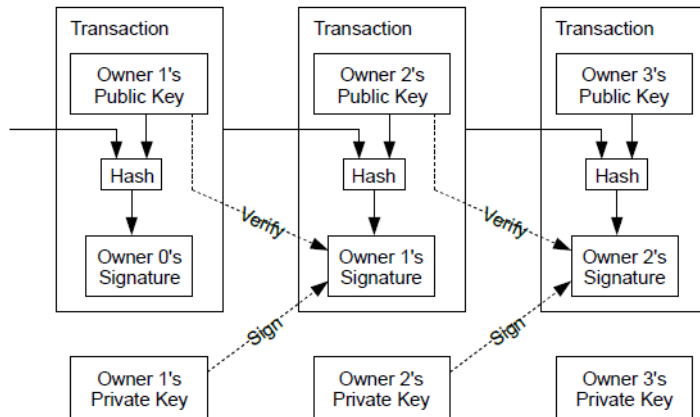 Transaction
Owner 1's
Public Key
Hash
Owner 0's
Signature
Transaction
Owner 2's
Public Key
Hash
Verify
Owner 1's
Signature
Transaction
Owner 3's
Public Key
Hash
Verify
Owner 2's
Signature
Sign
Sign
Owner 1's
Private Key
Owner 2's
Private Key
Owner 3's
Private Key